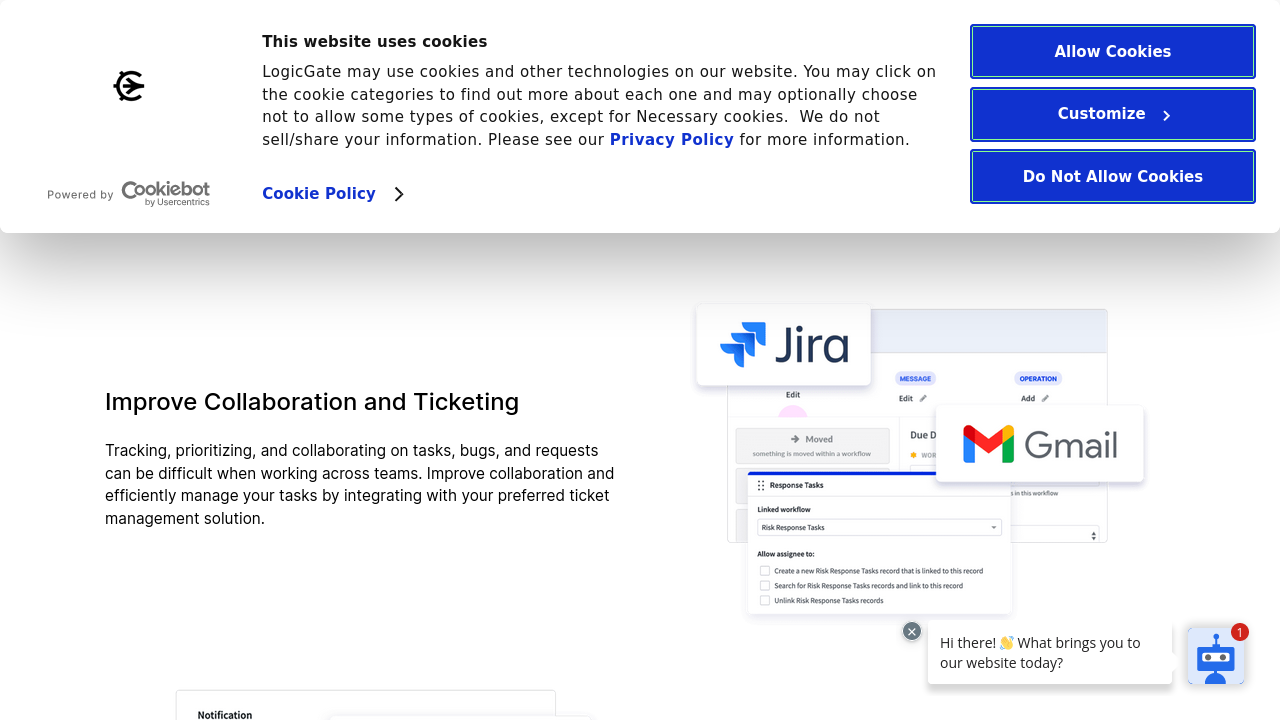 This website uses cookies
LogicGate may use cookies and other technologies on our website. You may click on
the cookie categories to find out more about each one and may optionally choose
not to allow some types of cookies, except for Necessary cookies.  We do not
sell/share your information. Please see our Privacy Policy for more information.
Cookie Policy
Powered by Cookiebot
by Usercentrics
Allow Cookies
Customize
Do Not Allow Cookies
Improve Collaboration and Ticketing
Tracking, prioritizing, and collaborating on tasks, bugs, and requests
can be difficult when working across teams. Improve collaboration and
efficiently manage your tasks by integrating with your preferred ticket
management solution.
Jira
MESSAGE
OPERATION
Edit
Edit
Add
Moved
something is moved within a workflow
Due D
WOR
Gmail
s in this workflow
Response Tasks
Linked workflow
Risk Response Tasks
Allow assignee to:
Create a new Risk Response Tasks record that is linked to this record
Search for Risk Response Tasks records and link to this record
Unlink Risk Response Tasks records
Hi there! 👋 What brings you to
our website today?
1
Notification